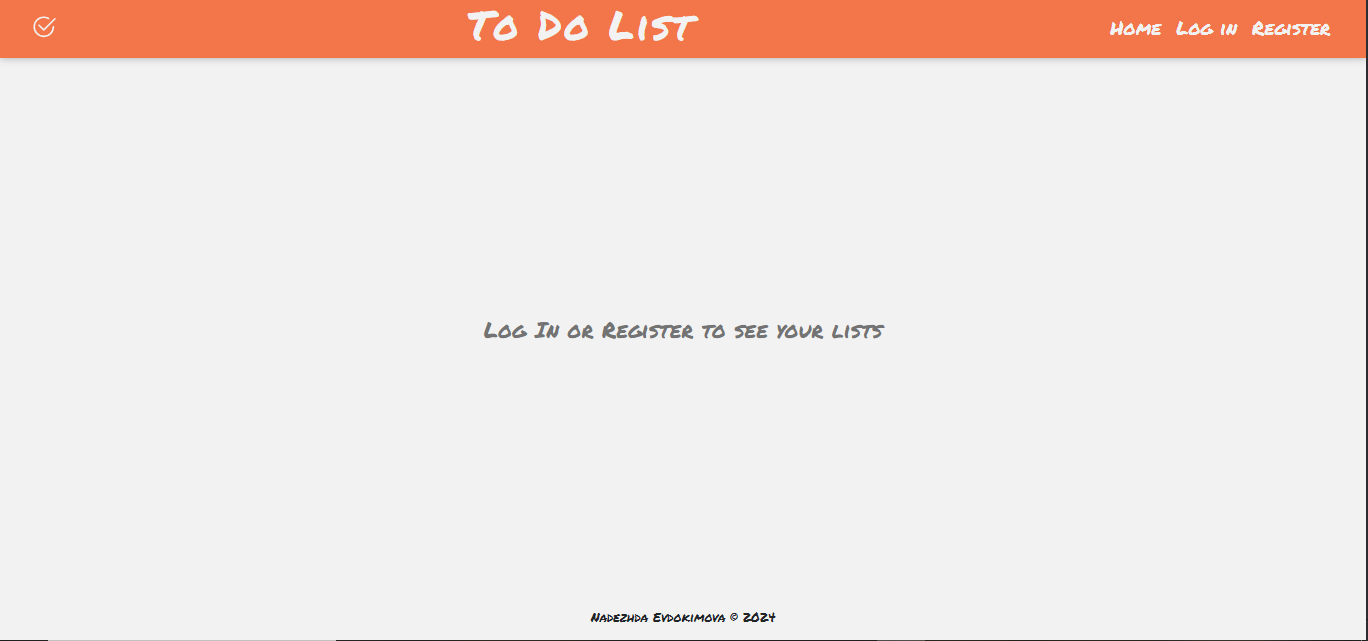 To Do List
Home Log in Register
Log In or Register to see your lists
Nadezhda Evdokimova © 2024